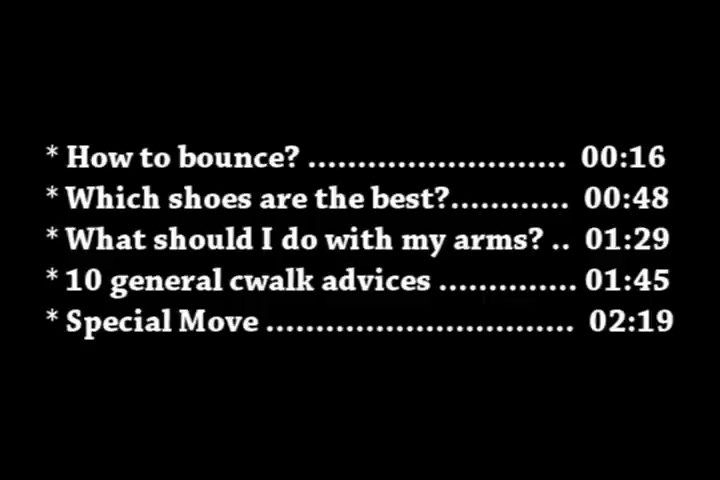 * How to bounce? .......................... 00:16
* Which shoes are the best?............ 00:48
* What should I do with my arms? .. 01:29
* 10 general cwalk advices .............. 01:45
* Special Move ............................... 02:19